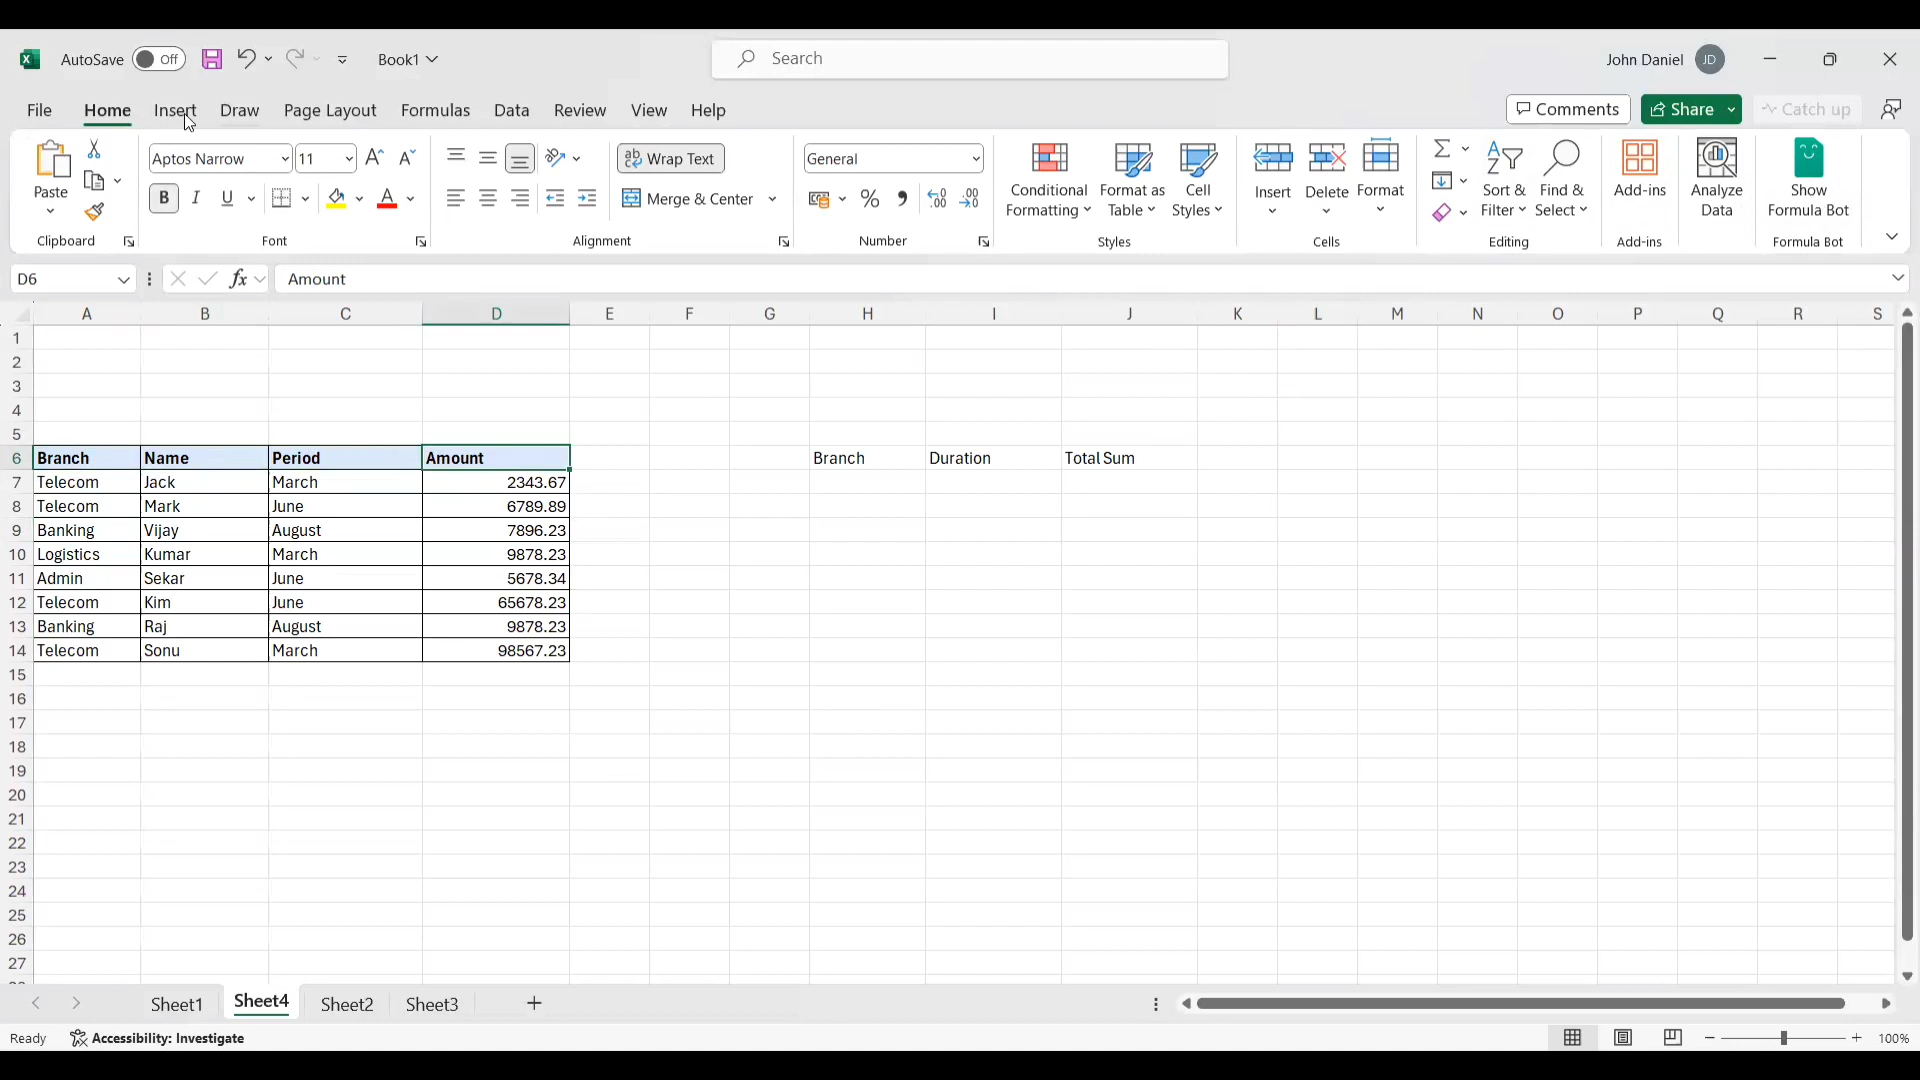 AutoSave Off Book1 Search John Daniel JD
File Home Insert Draw Page Layout Formulas Data Review View Help Comments Share Catch up
Paste Aptos Narrow 11 Wrap Text General Conditional Formatting Format as Table Cell Styles Insert Delete Format Sort & Filter Find & Select Add-ins Analyze Data Show Formula Bot
B I U Merge & Center %
Clipboard Font Alignment Number Styles Cells Editing Add-ins Formula Bot
D6 fx Amount
A B C D E F G H I J K L M N O P Q R S
1
2
3
4
5
6 Branch Name Period Amount Branch Duration Total Sum
7 Telecom Jack March 2343.67
8 Telecom Mark June 6789.89
9 Banking Vijay August 7896.23
10 Logistics Kumar March 9878.23
11 Admin Sekar June 5678.34
12 Telecom Kim June 65678.23
13 Banking Raj August 9878.23
14 Telecom Sonu March 98567.23
15
16
17
18
19
20
21
22
23
24
25
26
27
Sheet1 Sheet4 Sheet2 Sheet3
Ready Accessibility: Investigate 100%